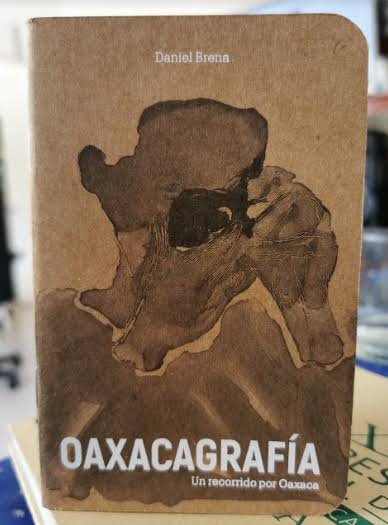 Daniel Brena
OAXACAGRAFÍA
Un recorrido por Oaxaca